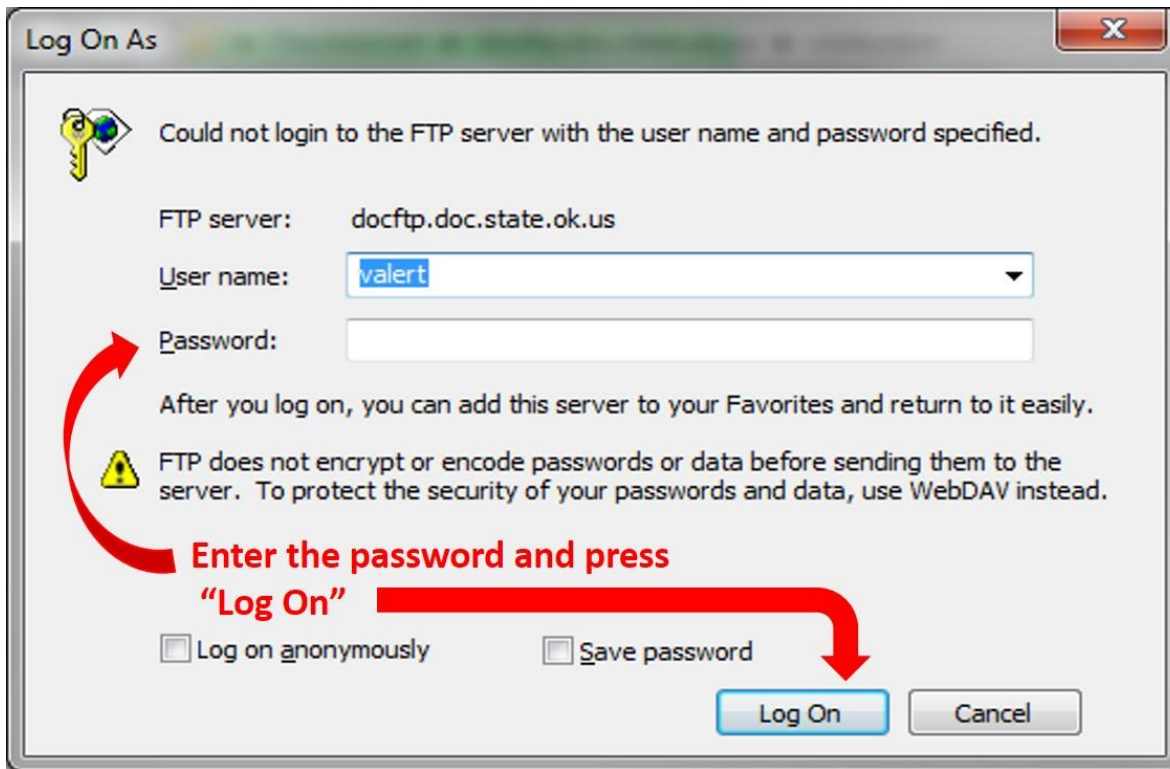 Log On As
Could not login to the FTP server with the user name and password specified.
FTP server: docftp.doc.state.ok.us
User name: valert
Password:
After you log on, you can add this server to your Favorites and return to it easily.
FTP does not encrypt or encode passwords or data before sending them to the
server. To protect the security of your passwords and data, use WebDAV instead.
Enter the password and press
“Log On”
Log on anonymously Save password
Log On Cancel